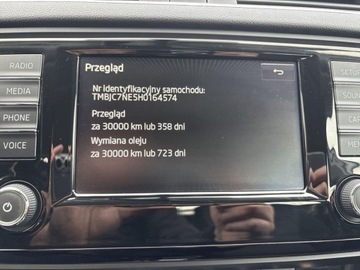 Przegląd
Nr identyfikacyjny samochodu:
TMBJC7NE5H0164574
Przegląd
za 30000 km lub 358 dni
Wymiana oleju
za 30000 km lub 723 dni
RADIO
MEDIA
PHONE
VOICE
MENU